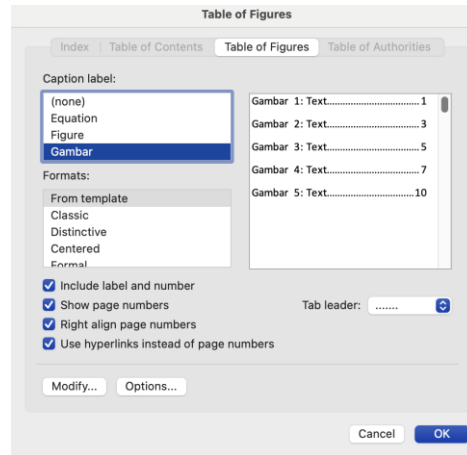 Table of Figures
Index Table of Contents Table of Figures Table of Authorities
Caption label:
(none)
Equation
Figure
Gambar
Gambar 1: Text.................................1
Gambar 2: Text.................................3
Gambar 3: Text.................................5
Gambar 4: Text.................................7
Gambar 5: Text...............................10
Formats:
From template
Classic
Distinctive
Centered
Formal
Include label and number
Show page numbers
Right align page numbers
Use hyperlinks instead of page numbers
Tab leader: .......
Modify... Options...
Cancel OK